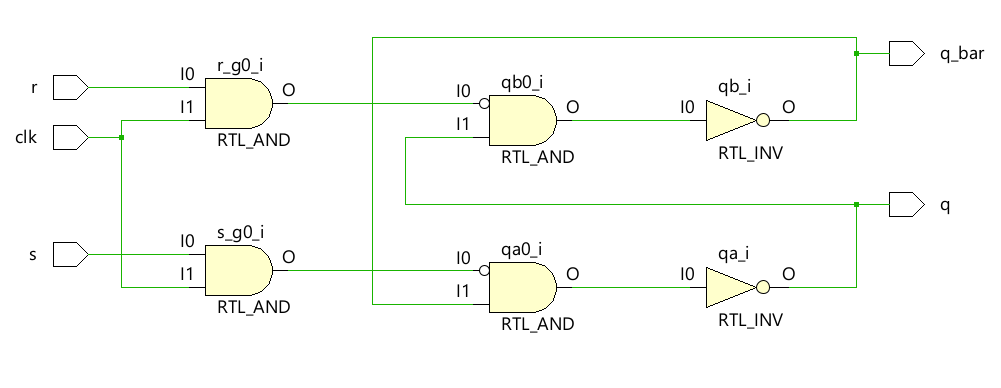 r
clk
s
r_g0_i
I0
I1
O
RTL_AND
s_g0_i
I0
I1
O
RTL_AND
qb0_i
I0
I1
O
RTL_AND
qa0_i
I0
I1
O
RTL_AND
qb_i
I0
O
RTL_INV
qa_i
I0
O
RTL_INV
q_bar
q